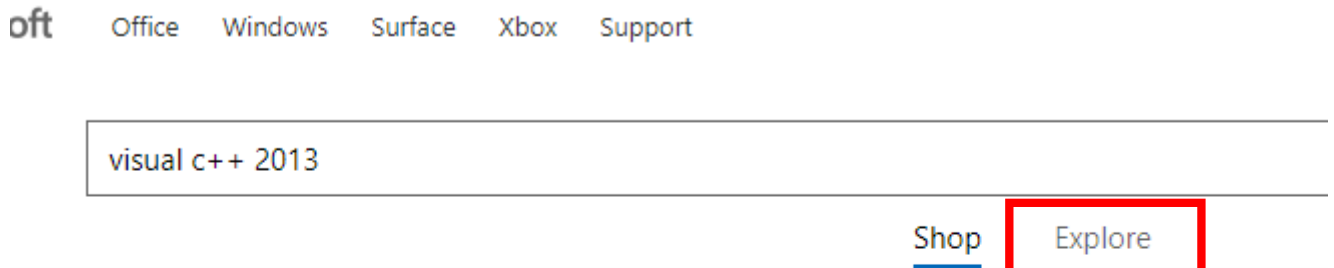 oft Office Windows Surface Xbox Support
visual c++ 2013
Shop Explore